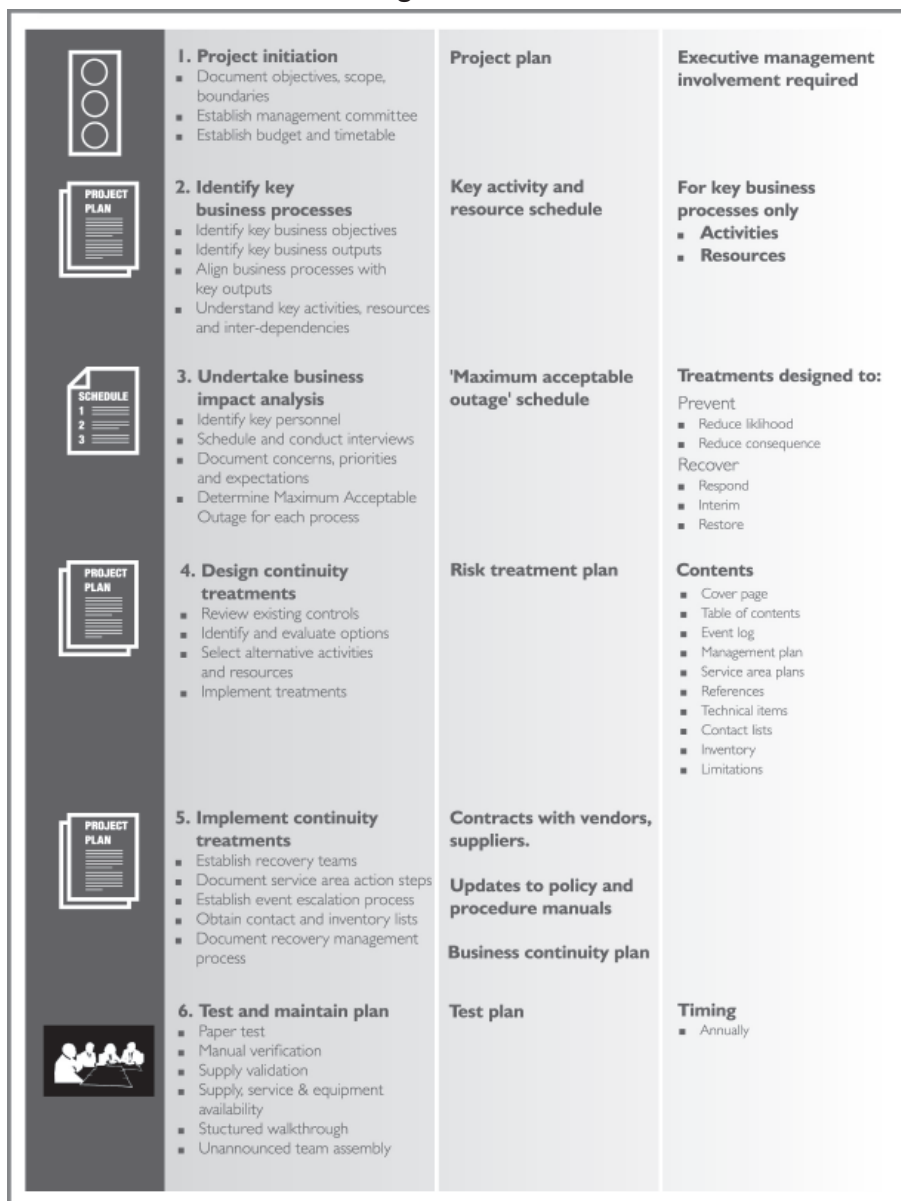 1. Project initiation
■ Document objectives, scope,
boundaries
■ Establish management committee
■ Establish budget and timetable
Project plan
Executive management
involvement required
PROJECT
PLAN
2. Identify key
business processes
■ Identify key business objectives
■ Identify key business outputs
■ Align business processes with
key outputs
■ Understand key activities, resources
and inter-dependencies
Key activity and
resource schedule
For key business
processes only
■ Activities
■ Resources
SCHEDULE
1
2
3
3. Undertake business
impact analysis
■ Identify key personnel
■ Schedule and conduct interviews
■ Document concerns, priorities
and expectations
■ Determine Maximum Acceptable
Outage for each process
'Maximum acceptable
outage' schedule
Treatments designed to:
Prevent
■ Reduce liklihood
■ Reduce consequence
Recover
■ Respond
■ Interim
■ Restore
PROJECT
PLAN
4. Design continuity
treatments
■ Review existing controls
■ Identify and evaluate options
■ Select alternative activities
and resources
■ Implement treatments
Risk treatment plan
Contents
■ Cover page
■ Table of contents
■ Event log
■ Management plan
■ Service area plans
■ References
■ Technical items
■ Contact lists
■ Inventory
■ Limitations
PROJECT
PLAN
5. Implement continuity
treatments
■ Establish recovery teams
■ Document service area action steps
■ Establish event escalation process
■ Obtain contact and inventory lists
■ Document recovery management
process
Contracts with vendors,
suppliers.
Updates to policy and
procedure manuals
Business continuity plan
6. Test and maintain plan
■ Paper test
■ Manual verification
■ Supply validation
■ Supply, service & equipment
availability
■ Stuctured walkthrough
■ Unannounced team assembly
Test plan
Timing
■ Annually